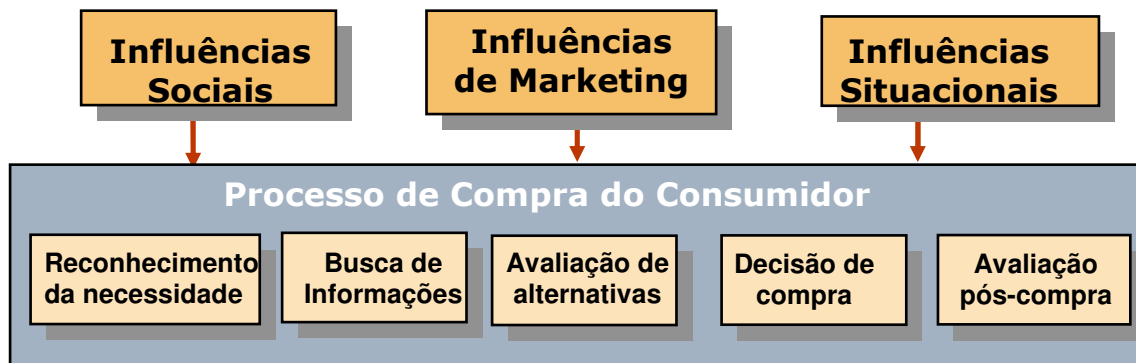 Influências
Sociais
Influências
de Marketing
Influências
Situacionais
Processo de Compra do Consumidor
Reconhecimento
da necessidade
Busca de
Informações
Avaliação de
alternativas
Decisão de
compra
Avaliação
pós-compra